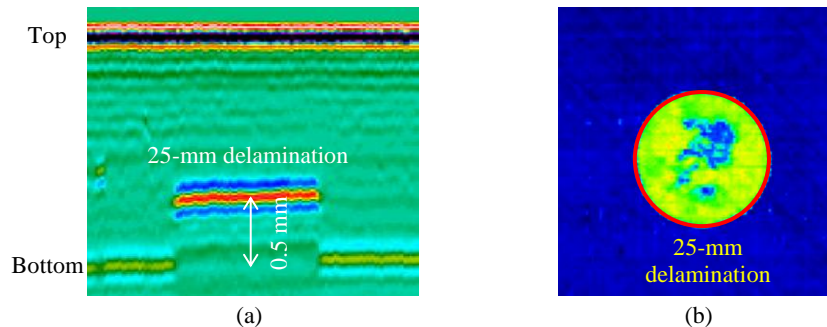 Top
25-mm delamination
0.5 mm
Bottom
25-mm
delamination
(a)
(b)